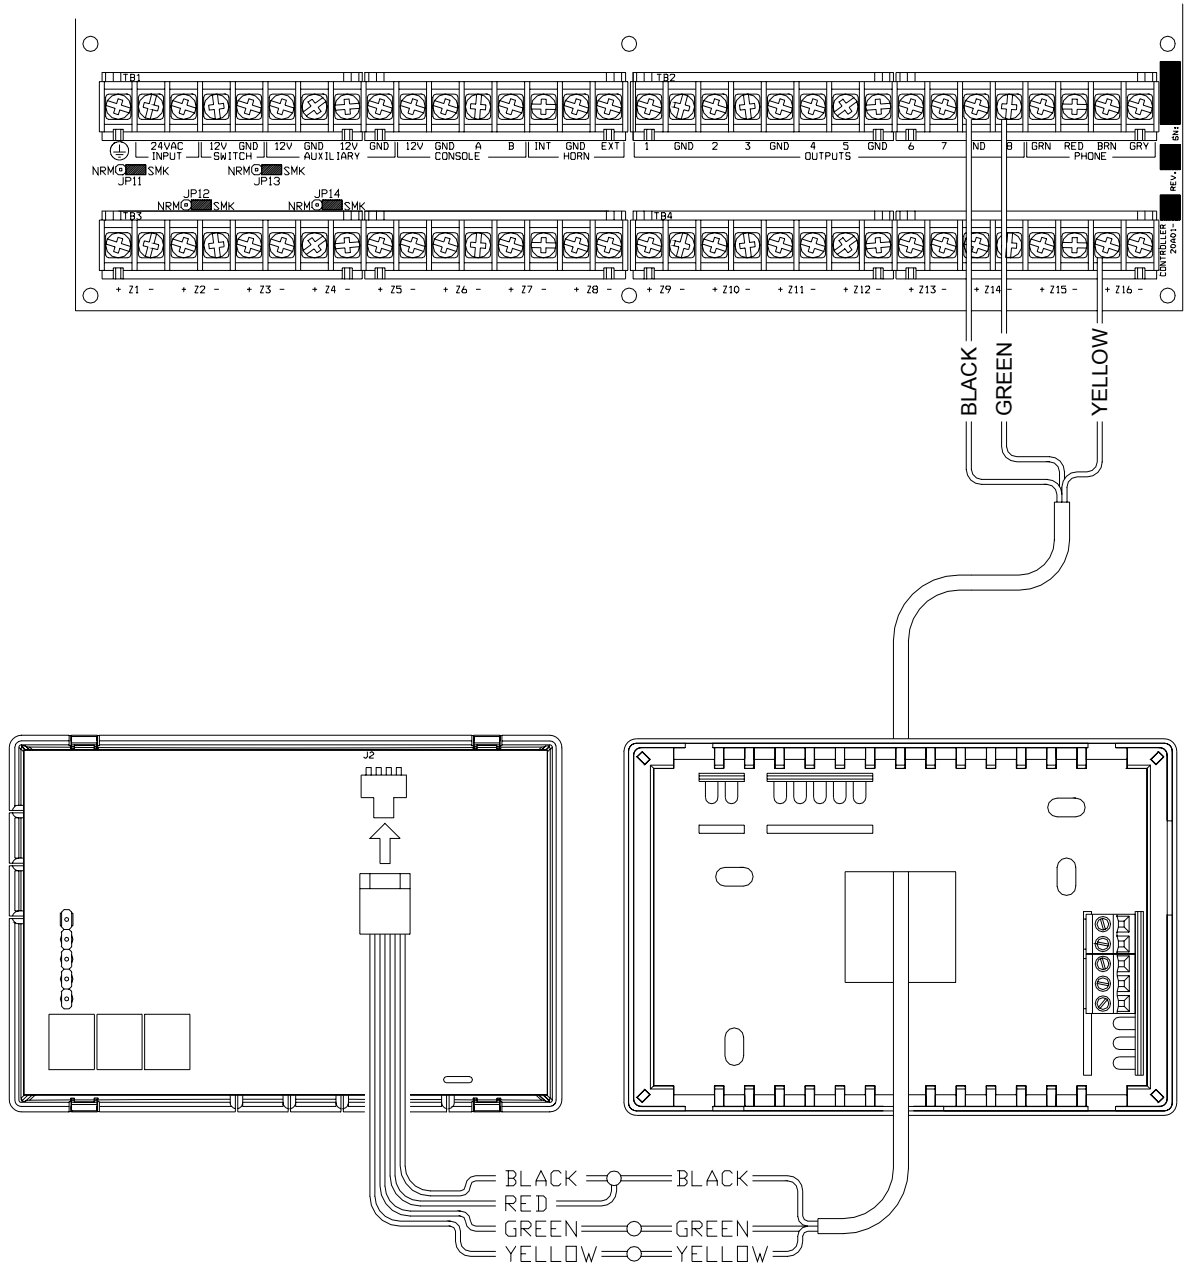 TB1 TB2
1 GND 2 3 GND 4 5 GND 6 7 ND 8 GRN RED BRN GRY
24VAC 12V GND 12V GND 12V GND 12V GND A B INT GND EXT
INPUT SWITCH AUXILIARY CONSOLE HORN OUTPUTS PHONE
NRM SMK NRM SMK
JP11 JP13
JP12 JP14
NRM SMK NRM SMK
SN:
REV.
CONTROLLER
20A01-
TB3 TB4
+ Z1 - + Z2 - + Z3 - + Z4 - + Z5 - + Z6 - + Z7 - + Z8 - + Z9 - + Z10 - + Z11 - + Z12 - + Z13 - + Z14 - + Z15 - + Z16 -
BLACK
GREEN
YELLOW
J2
BLACK BLACK
RED
GREEN GREEN
YELLOW YELLOW